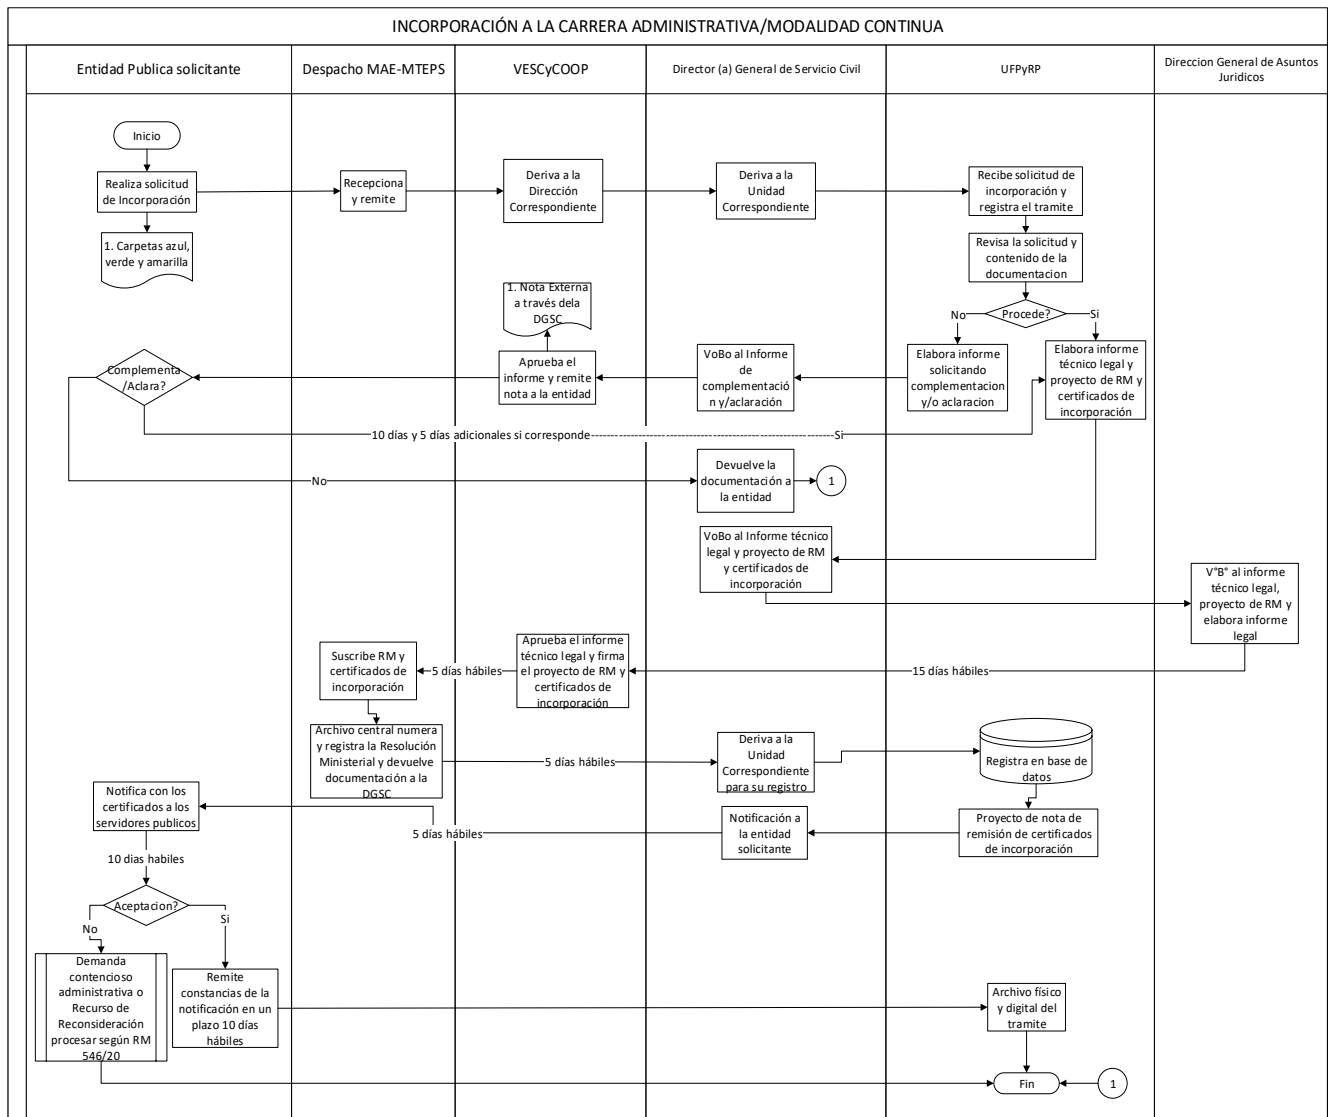 INCORPORACIÓN A LA CARRERA ADMINISTRATIVA/MODALIDAD CONTINUA
Entidad Publica solicitante
Despacho MAE-MTEPS
VESCyCOOP
Director (a) General de Servicio Civil
UFPyRP
Direccion General de Asuntos
Juridicos
Inicio
Realiza solicitud
de Incorporación
1. Carpetas azul,
verde y amarilla
Recepciona
y remite
Deriva a la
Dirección
Correspondiente
Deriva a la
Unidad
Correspondiente
Recibe solicitud de
incorporación y
registra el tramite
Revisa la solicitud y
contenido de la
documentacion
Procede?
No
Si
1. Nota Externa
a través dela
DGSC
Complementa
/Aclara?
Aprueba el
informe y remite
nota a la entidad
VoBo al Informe
de
complementació
n y/aclaración
Elabora informe
solicitando
complementacion
y/o aclaracion
Elabora informe
técnico legal y
proyecto de RM y
certificados de
incorporación
10 días y 5 días adicionales si corresponde
Si
No
Devuelve la
documentación a
la entidad
1
VoBo al Informe técnico
legal y proyecto de RM
y certificados de
incorporación
V°B° al informe
técnico legal,
proyecto de RM y
elabora informe
legal
15 días hábiles
Aprueba el informe
técnico legal y firma
el proyecto de RM y
certificados de
incorporación
5 días hábiles
Suscribe RM y
certificados de
incorporación
Archivo central numera
y registra la Resolución
Ministerial y devuelve
documentación a la
DGSC
5 días hábiles
Deriva a la
Unidad
Correspondiente
para su registro
Registra en base de
datos
Proyecto de nota de
remisión de certificados
de incorporación
Notificación a
la entidad
solicitante
5 días hábiles
Notifica con los
certificados a los
servidores publicos
10 dias habiles
Aceptacion?
No
Si
Demanda
contencioso
administrativa o
Recurso de
Reconsideración
procesar según RM
546/20
Remite
constancias de la
notificación en un
plazo 10 días
hábiles
Archivo físico
y digital del
tramite
Fin
1